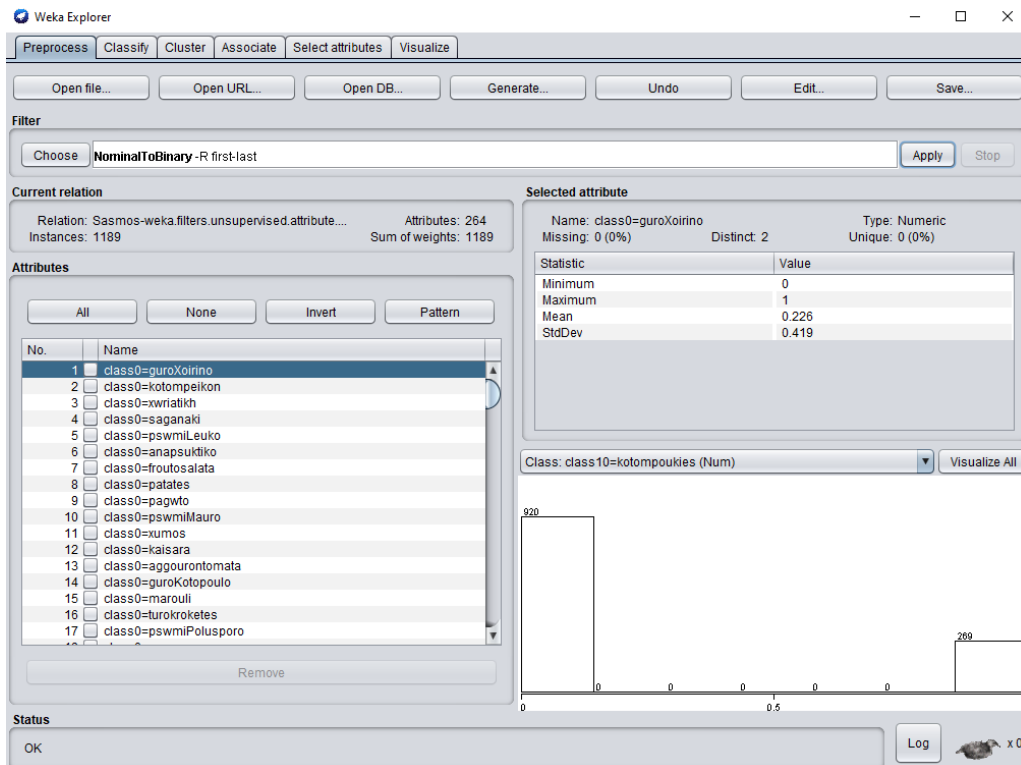 Weka Explorer
Preprocess Classify Cluster Associate Select attributes Visualize
Open file... Open URL... Open DB... Generate... Undo Edit... Save...
Filter
Choose NominalToBinary -R first-last Apply Stop
Current relation
Relation: Sasmos-weka.filters.unsupervised.attribute.... Attributes: 264
Instances: 1189 Sum of weights: 1189
Attributes
All None Invert Pattern
No. Name
1 class0=guroXoirino
2 class0=kotompeikon
3 class0=xwriatikh
4 class0=saganaki
5 class0=pswmiLeuko
6 class0=anapsuktiko
7 class0=froutosalata
8 class0=patates
9 class0=pagwto
10 class0=pswmiMauro
11 class0=xumos
12 class0=kaisara
13 class0=aggourontomata
14 class0=guroKotopoulo
15 class0=marouli
16 class0=turokroketes
17 class0=pswmiPolusporo
Remove
Selected attribute
Name: class0=guroXoirino Type: Numeric
Missing: 0 (0%) Distinct: 2 Unique: 0 (0%)
Statistic Value
Minimum 0
Maximum 1
Mean 0.226
StdDev 0.419
Class: class10=kotompoukies (Num) Visualize All
920
269
0 0 0 0 0
0 0.5
Status
OK
Log x 0